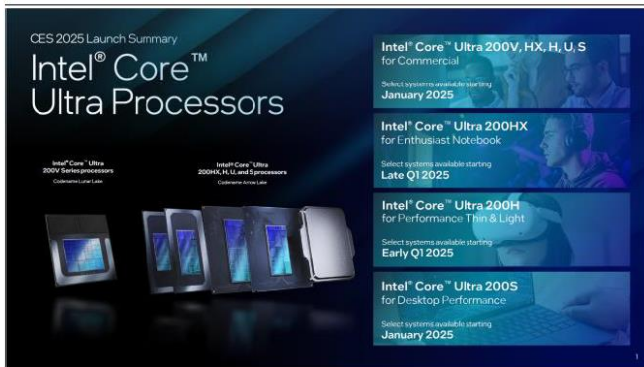 CES 2025 Launch Summary
Intel® Core™
Ultra Processors
Intel® Core™ Ultra
200V Series processors
Codename Lunar Lake
Intel® Core™ Ultra
200HX, H, U, and S processors
Codename Arrow Lake
Intel® Core™ Ultra 200V, HX, H, U, S
for Commercial
Select systems available starting
January 2025
Intel® Core™ Ultra 200HX
for Enthusiast Notebook
Select systems available starting
Late Q1 2025
Intel® Core™ Ultra 200H
for Performance Thin & Light
Select systems available starting
Early Q1 2025
Intel® Core™ Ultra 200S
for Desktop Performance
Select systems available starting
January 2025
1